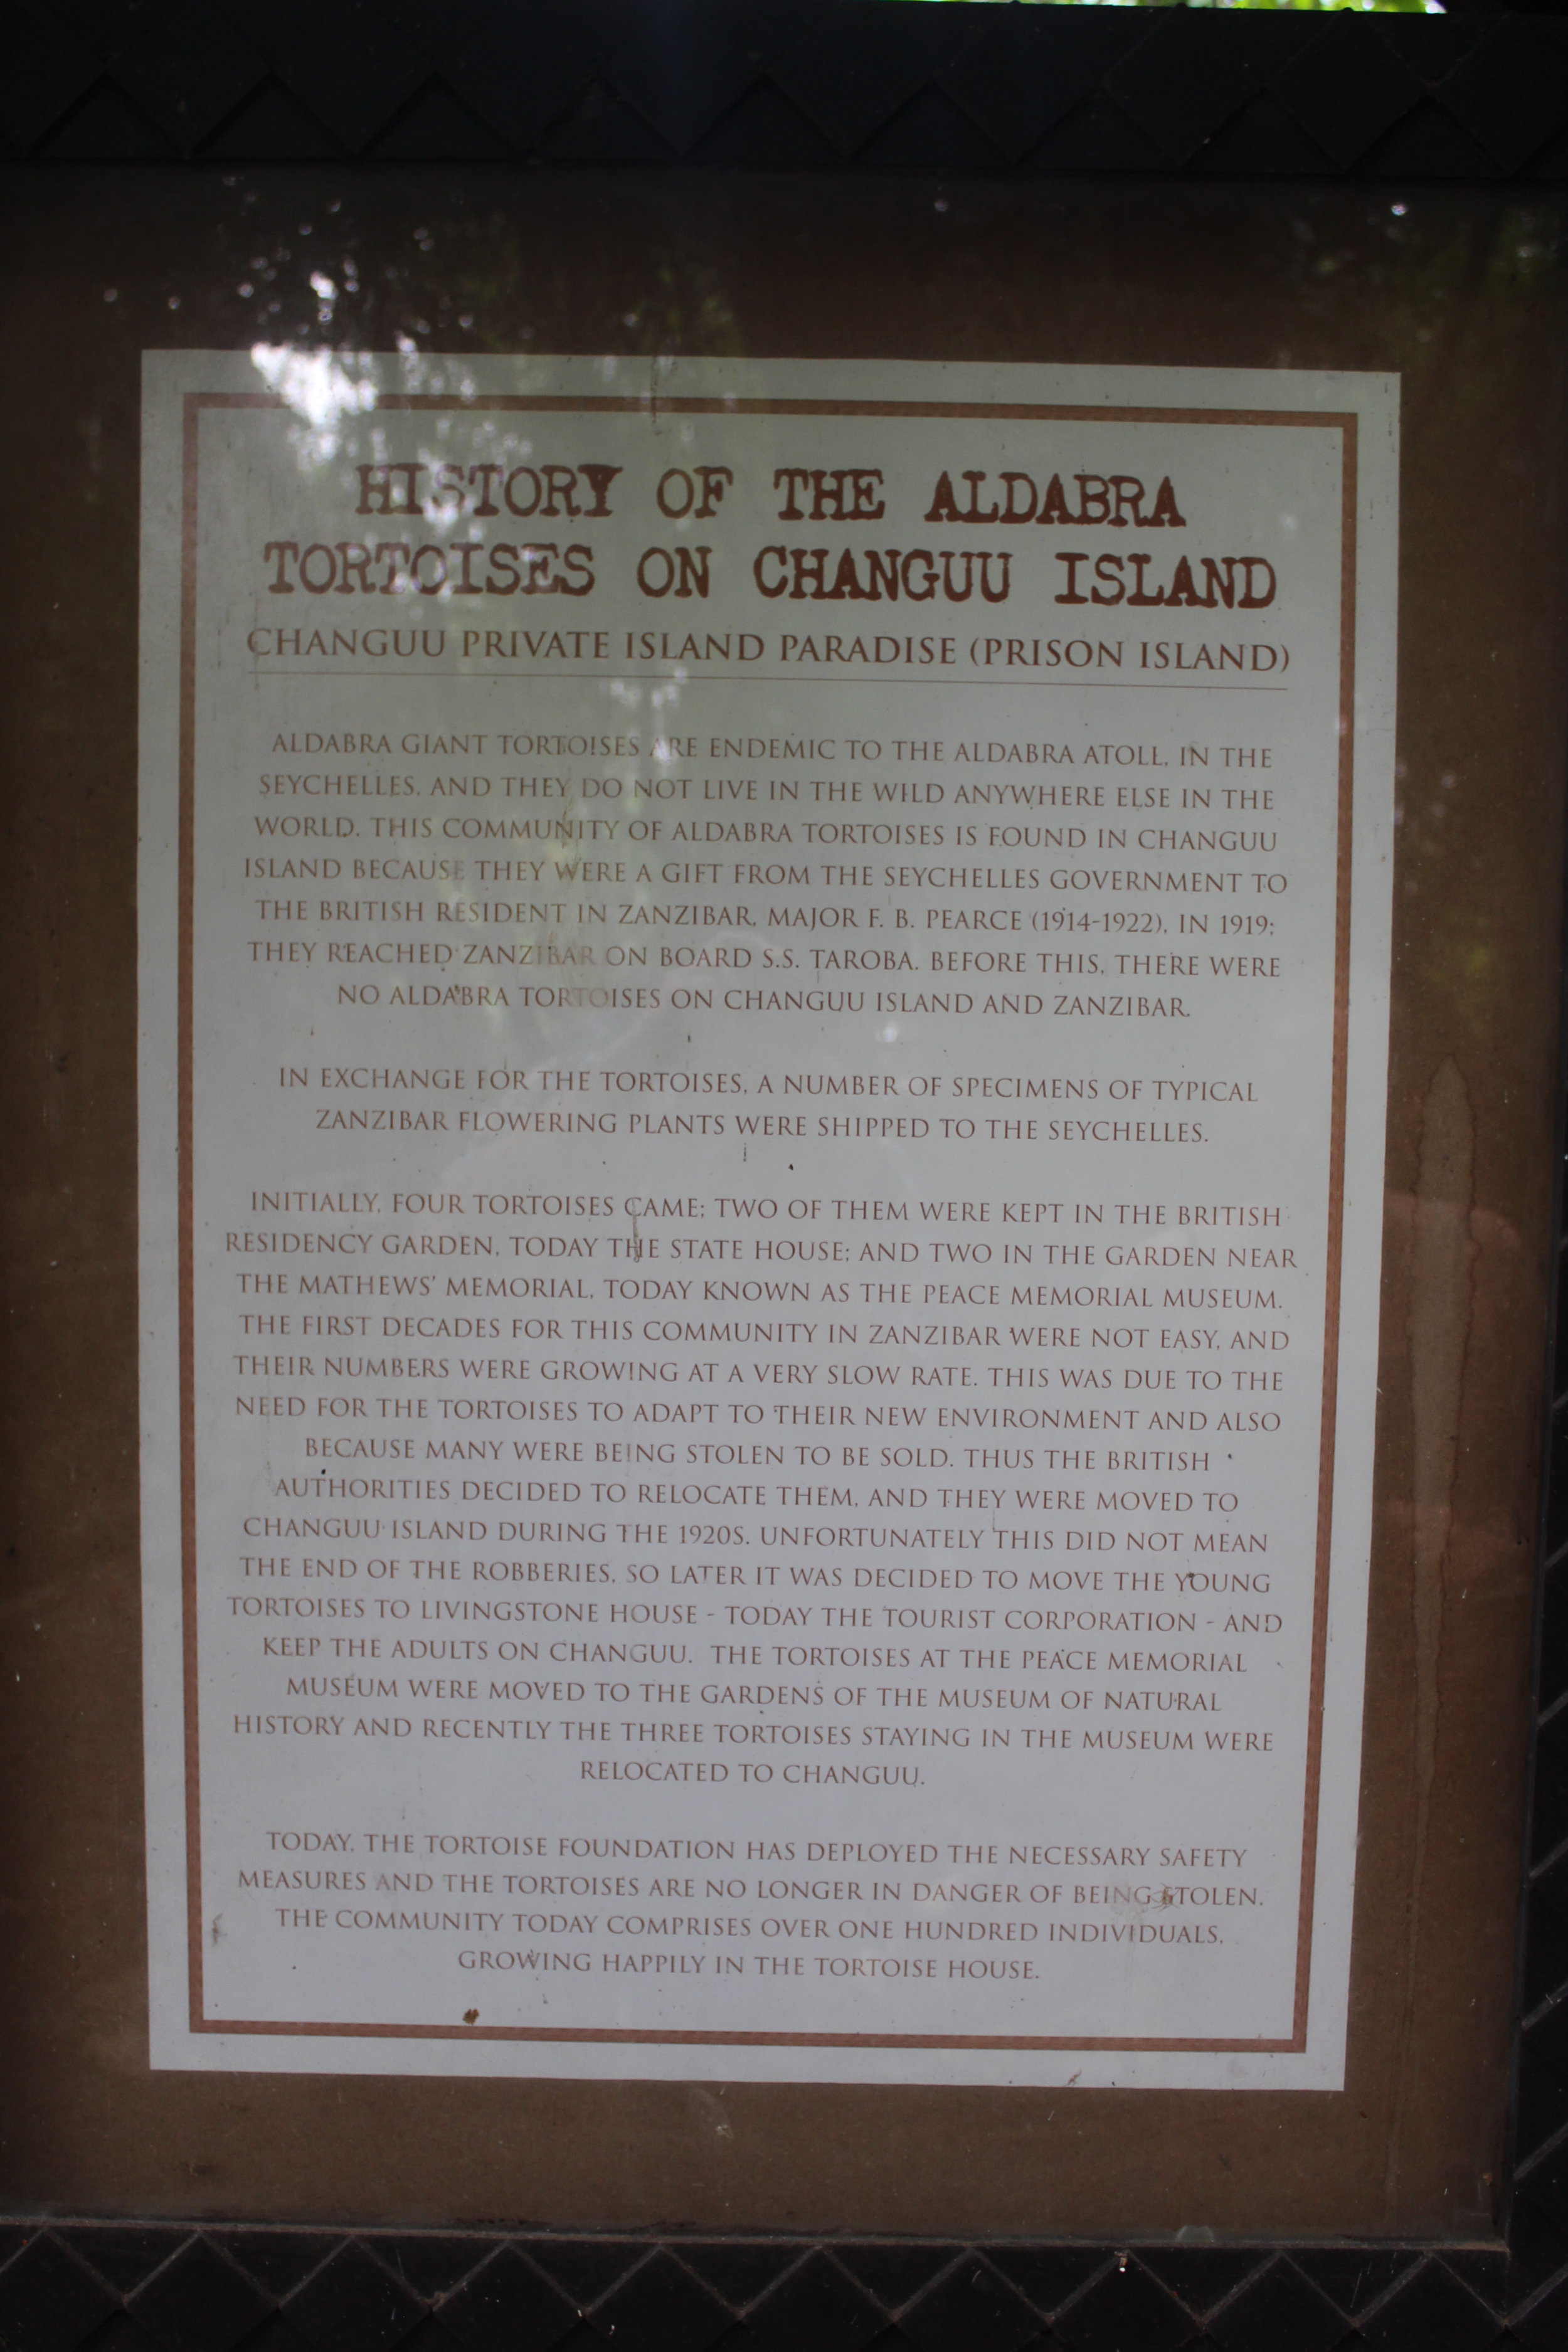 HISTORY OF THE ALDABRA
TORTOISES ON CHANGUU ISLAND
CHANGUU PRIVATE ISLAND PARADISE (PRISON ISLAND)
ALDABRA GIANT TORTOISES ARE ENDEMIC TO THE ALDABRA ATOLL, IN THE
SEYCHELLES, AND THEY DO NOT LIVE IN THE WILD ANYWHERE ELSE IN THE
WORLD. THIS COMMUNITY OF ALDABRA TORTOISES IS FOUND IN CHANGUU
ISLAND BECAUSE THEY WERE A GIFT FROM THE SEYCHELLES GOVERNMENT TO
THE BRITISH RESIDENT IN ZANZIBAR, MAJOR F. B. PEARCE (1914-1922), IN 1919;
THEY REACHED ZANZIBAR ON BOARD S.S. TAROBA. BEFORE THIS, THERE WERE
NO ALDABRA TORTOISES ON CHANGUU ISLAND AND ZANZIBAR.
IN EXCHANGE FOR THE TORTOISES, A NUMBER OF SPECIMENS OF TYPICAL
ZANZIBAR FLOWERING PLANTS WERE SHIPPED TO THE SEYCHELLES.
INITIALLY, FOUR TORTOISES CAME; TWO OF THEM WERE KEPT IN THE BRITISH
RESIDENCY GARDEN, TODAY THE STATE HOUSE; AND TWO IN THE GARDEN NEAR
THE MATHEWS' MEMORIAL, TODAY KNOWN AS THE PEACE MEMORIAL MUSEUM.
THE FIRST DECADES FOR THIS COMMUNITY IN ZANZIBAR WERE NOT EASY, AND
THEIR NUMBERS WERE GROWING AT A VERY SLOW RATE. THIS WAS DUE TO THE
NEED FOR THE TORTOISES TO ADAPT TO THEIR NEW ENVIRONMENT AND ALSO
BECAUSE MANY WERE BEING STOLEN TO BE SOLD. THUS THE BRITISH
AUTHORITIES DECIDED TO RELOCATE THEM, AND THEY WERE MOVED TO
CHANGUU ISLAND DURING THE 1920S. UNFORTUNATELY THIS DID NOT MEAN
THE END OF THE ROBBERIES, SO LATER IT WAS DECIDED TO MOVE THE YOUNG
TORTOISES TO LIVINGSTONE HOUSE - TODAY THE TOURIST CORPORATION - AND
KEEP THE ADULTS ON CHANGUU. THE TORTOISES AT THE PEACE MEMORIAL
MUSEUM WERE MOVED TO THE GARDENS OF THE MUSEUM OF NATURAL
HISTORY AND RECENTLY THE THREE TORTOISES STAYING IN THE MUSEUM WERE
RELOCATED TO CHANGUU.
TODAY, THE TORTOISE FOUNDATION HAS DEPLOYED THE NECESSARY SAFETY
MEASURES AND THE TORTOISES ARE NO LONGER IN DANGER OF BEING STOLEN.
THE COMMUNITY TODAY COMPRISES OVER ONE HUNDRED INDIVIDUALS,
GROWING HAPPILY IN THE TORTOISE HOUSE.